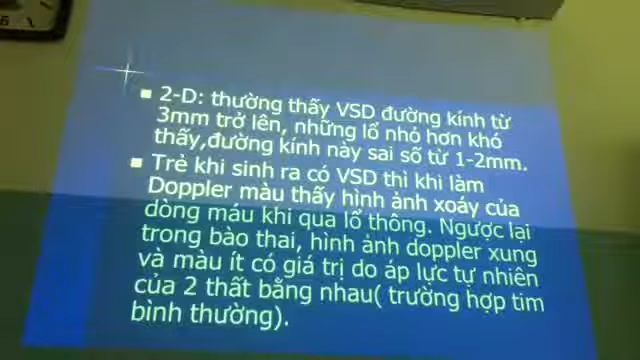 ▪ 2-D: thường thấy VSD đường kính từ
3mm trở lên, những lổ nhỏ hơn khó
thấy,đường kính này sai số từ 1-2mm.
▪ Trẻ khi sinh ra có VSD thì khi làm
Doppler màu thấy hình ảnh xoáy của
dòng máu khi qua lổ thông. Ngược lại
trong bào thai, hình ảnh doppler xung
và màu ít có giá trị do áp lực tự nhiên
của 2 thất bằng nhau( trường hợp tim
bình thường).